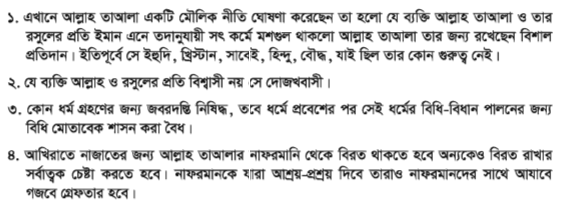 ১. এখানে আল্লাহ তাআলা একটি মৌলিক নীতি ঘোষণা করেছেন তা হলো যে ব্যক্তি আল্লাহ তাআলা ও তার
রসুলের প্রতি ইমান এনে তদানুযায়ী সৎ কর্মে মশগুল থাকলো আল্লাহ তাআলা তার জন্য রখেছেন বিশাল
প্রতিদান। ইতিপূর্বে সে ইহুদি, খ্রিস্টান, সাবেই, হিন্দু, বৌদ্ধ, যাই ছিল তার কোন গুরুত্ব নেই।
২. যে ব্যক্তি আল্লাহ ও রসুলের প্রতি বিশ্বাসী নয় সে দোজখবাসী।
৩. কোন ধর্ম গ্রহণের জন্য জবরদস্তি নিষিদ্ধ, তবে ধর্মে প্রবেশের পর সেই ধর্মের বিধি-বিধান পালনের জন্য
বিধি মোতাবেক শাসন করা বৈধ।
৪. আখিরাতে নাজাতের জন্য আল্লাহ তাআলার নাফরমানি থেকে বিরত থাকতে হবে অন্যকেও বিরত রাখার
সর্বাত্বক চেষ্টা করতে হবে। নাফরমানকে যারা আশ্রয়-প্রশ্রয় দিবে তারাও নাফরমানদের সাথে আযাবে
গজবে গ্রেফতার হবে।